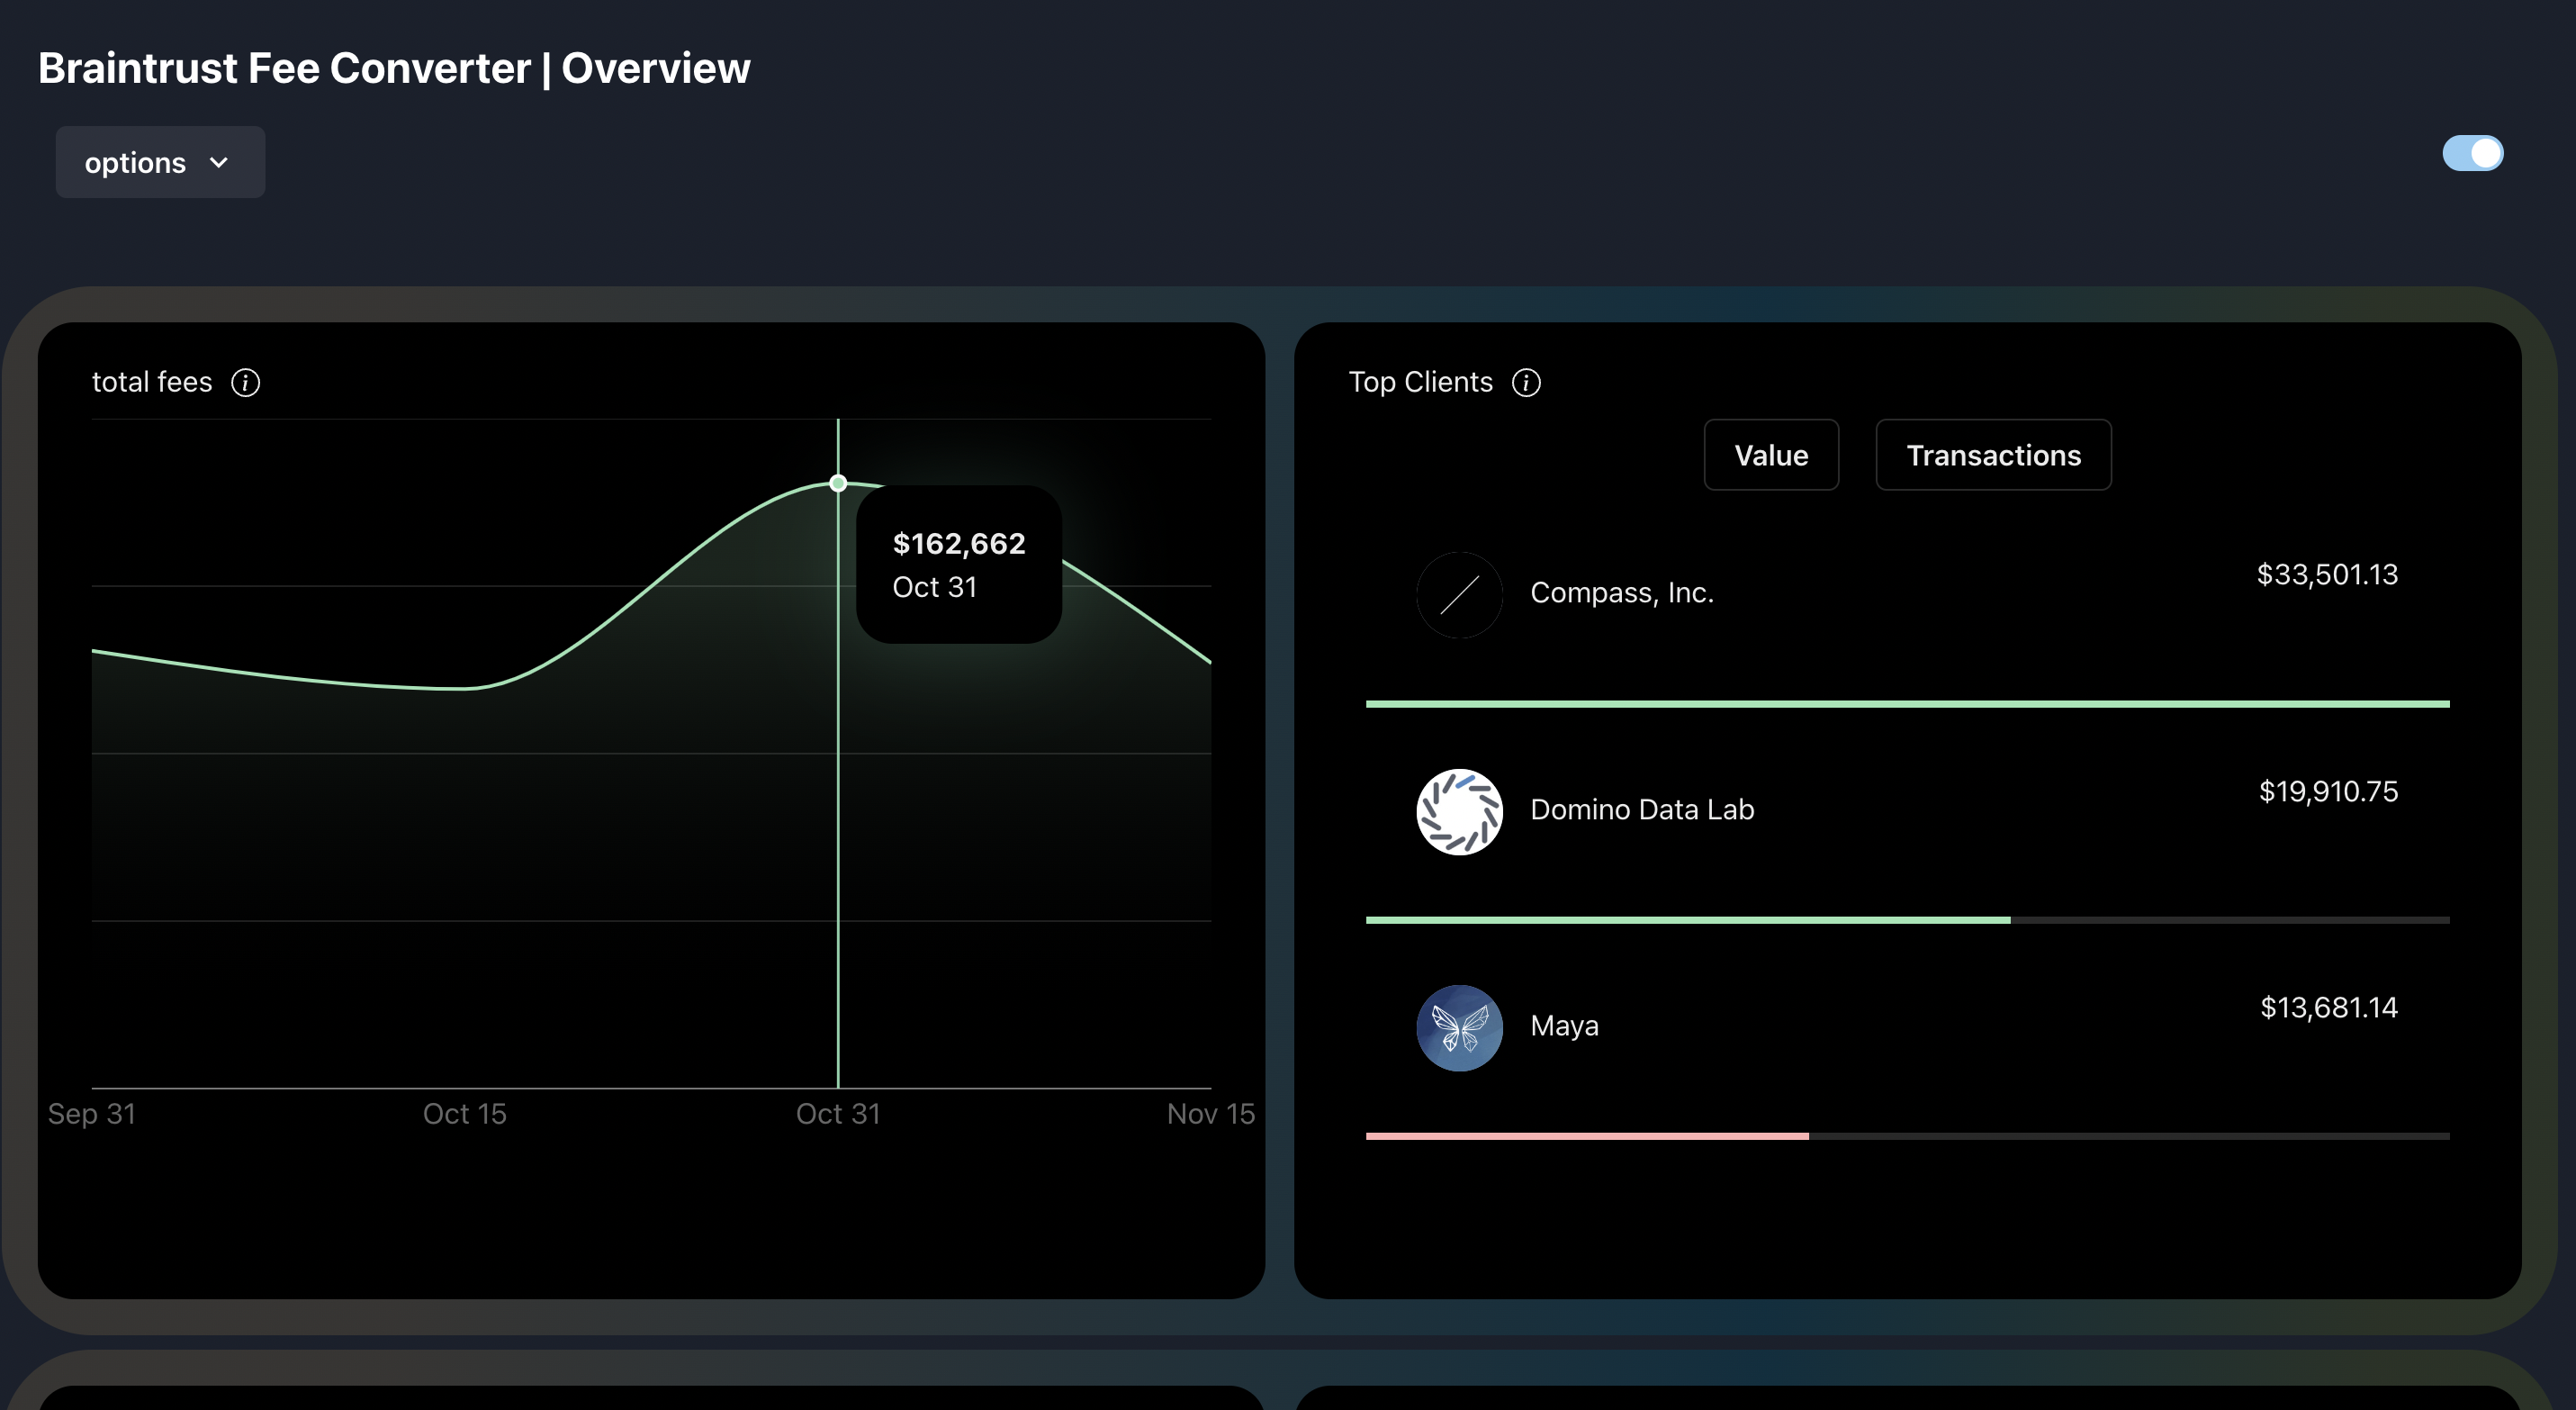 Braintrust Fee Converter | Overview
options
total fees
$162,662
Oct 31
Sep 31
Oct 15
Oct 31
Nov 15
Top Clients
Value
Transactions
Compass, Inc.
$33,501.13
Domino Data Lab
$19,910.75
Maya
$13,681.14